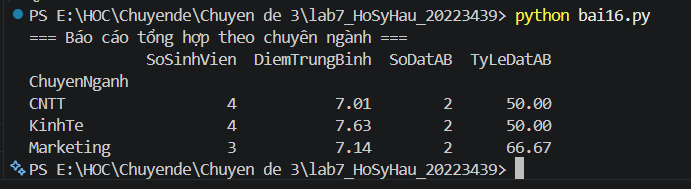 PS E:\HOC\Chuyende\Chuyen de 3\lab7_HoSyHau_20223439> python bai16.py
=== Báo cáo tổng hợp theo chuyên ngành ===
SoSinhVien DiemTrungBinh SoDatAB TyLeDatAB
ChuyenNganh
CNTT 4 7.01 2 50.00
KinhTe 4 7.63 2 50.00
Marketing 3 7.14 2 66.67
PS E:\HOC\Chuyende\Chuyen de 3\lab7_HoSyHau_20223439>